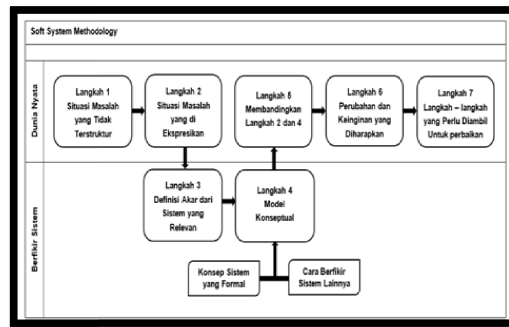 Soft System Methodology
Dunia Nyata
Langkah 1
Situasi Masalah
yang Tidak
Terstruktur
Langkah 2
Situasi Masalah
yang di
Ekspresikan
Langkah 5
Membandingkan
Langkah 2 dan 4
Langkah 6
Perubahan dan
Keinginan yang
Diharapkan
Langkah 7
Langkah – langkah
yang Perlu Diambil
Untuk perbaikan
Berfikir Sistem
Langkah 3
Definisi Akar dari
Sistem yang
Relevan
Langkah 4
Model
Konseptual
Konsep Sistem
yang Formal
Cara Berfikir
Sistem Lainnya